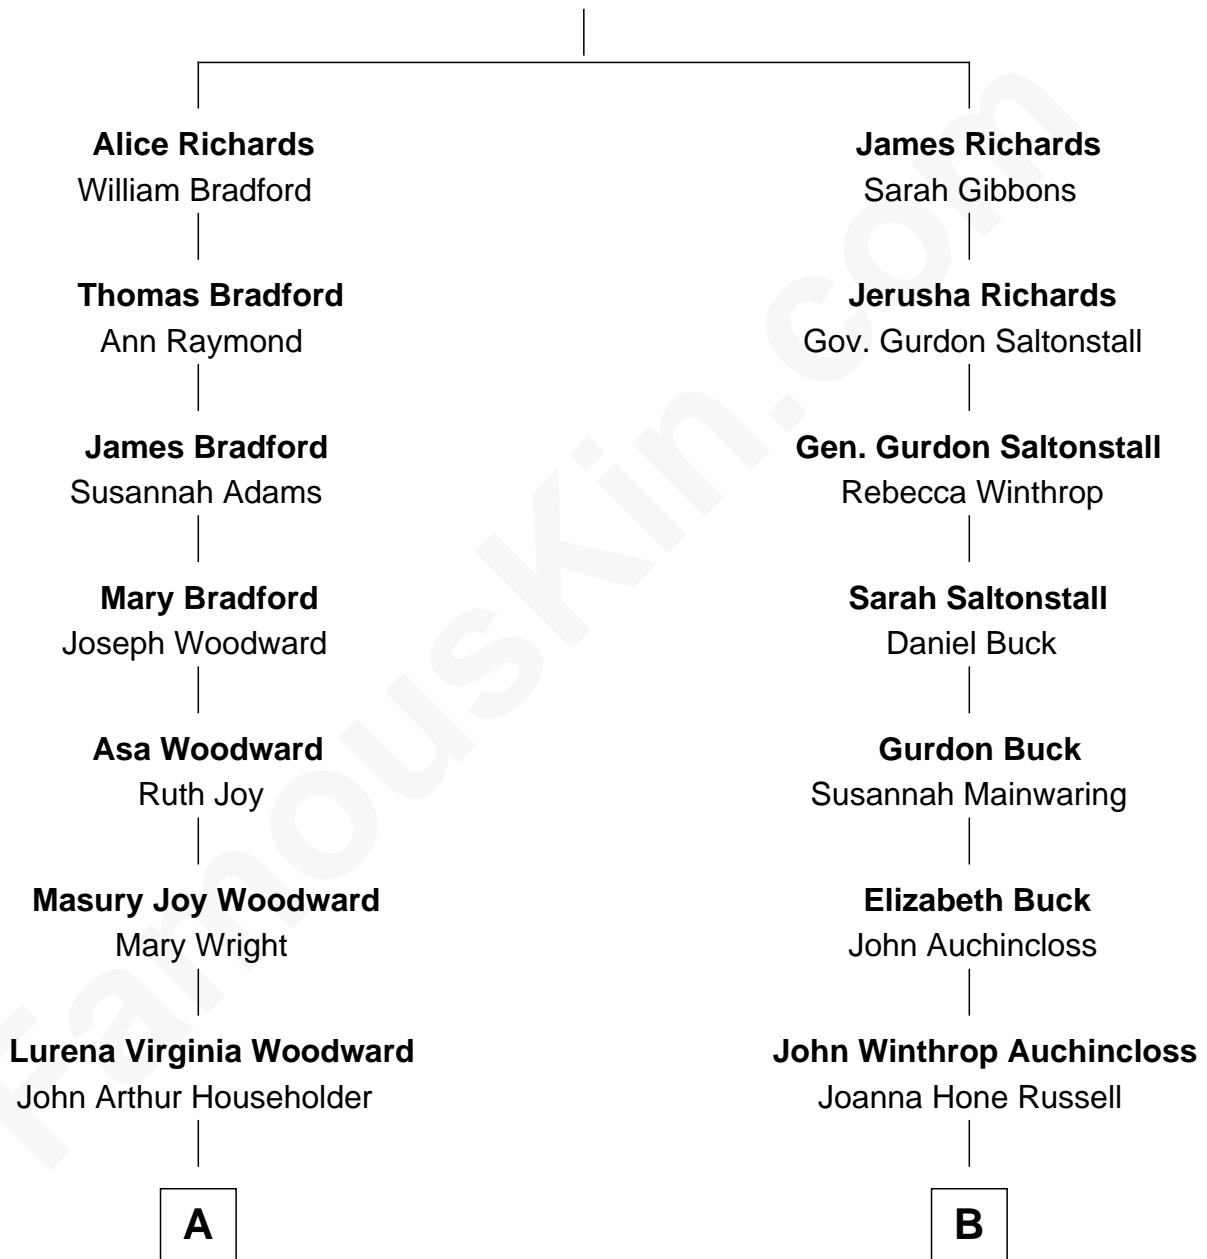 Alice Richards
William Bradford
Thomas Bradford
Ann Raymond
James Bradford
Susannah Adams
Mary Bradford
Joseph Woodward
Asa Woodward
Ruth Joy
Masury Joy Woodward
Mary Wright
Lurena Virginia Woodward
John Arthur Householder
A
James Richards
Sarah Gibbons
Jerusha Richards
Gov. Gurdon Saltonstall
Gen. Gurdon Saltonstall
Rebecca Winthrop
Sarah Saltonstall
Daniel Buck
Gurdon Buck
Susannah Mainwaring
Elizabeth Buck
John Auchincloss
John Winthrop Auchincloss
Joanna Hone Russell
B
FamousKin.com